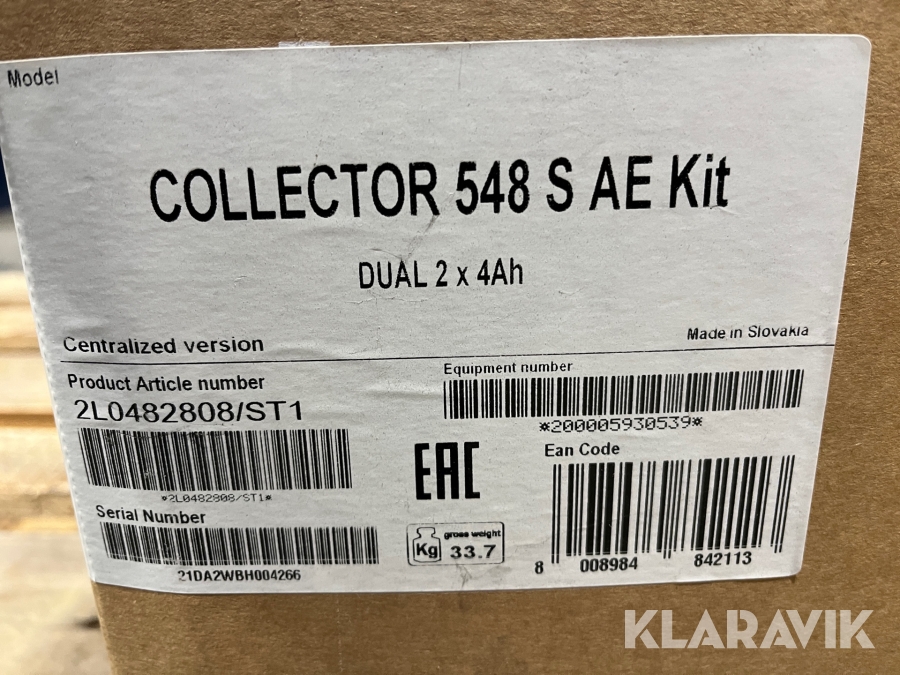 Model
COLLECTOR 548 S AE Kit
DUAL 2 x 4Ah
Centralized version
Made in Slovakia
Product Article number
2L0482808/ST1
*2L0482808/ST1*
Equipment number
*200005930539*
EAC
Ean Code
8 008984 842113
Serial Number
21DA2WBH004266
Kg
gross weight
33.7
KLARAVIK